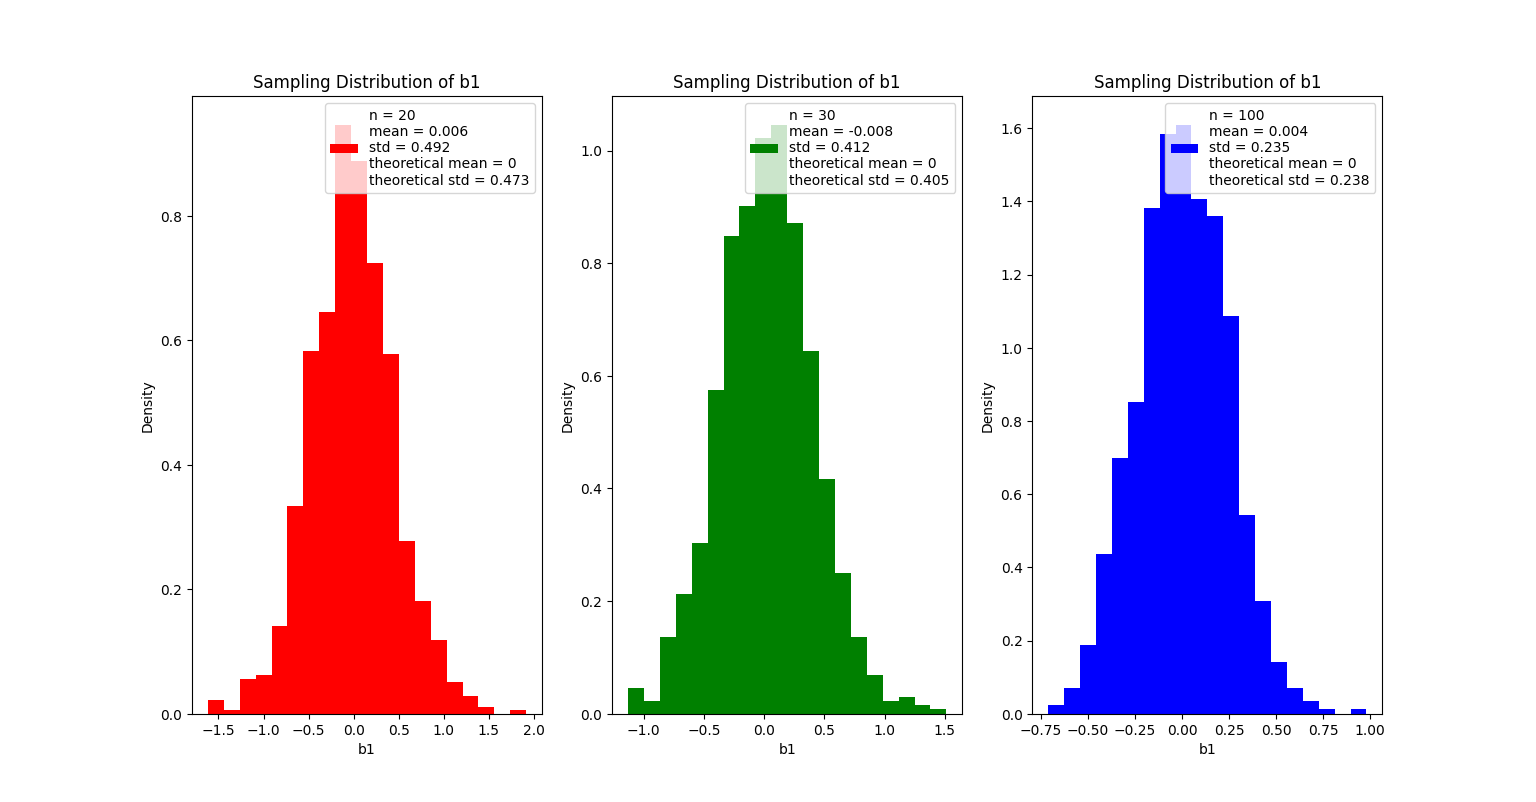 Sampling Distribution of b1
n = 20
mean = 0.006
std = 0.492
theoretical mean = 0
theoretical std = 0.473
0.8
0.6
0.4
0.2
0.0
Density
−1.5 −1.0 −0.5 0.0 0.5 1.0 1.5 2.0
b1
Sampling Distribution of b1
n = 30
mean = -0.008
std = 0.412
theoretical mean = 0
theoretical std = 0.405
1.0
0.8
0.6
0.4
0.2
0.0
Density
−1.0 −0.5 0.0 0.5 1.0 1.5
b1
Sampling Distribution of b1
n = 100
mean = 0.004
std = 0.235
theoretical mean = 0
theoretical std = 0.238
1.6
1.4
1.2
1.0
0.8
0.6
0.4
0.2
0.0
Density
−0.75 −0.50 −0.25 0.00 0.25 0.50 0.75 1.00
b1